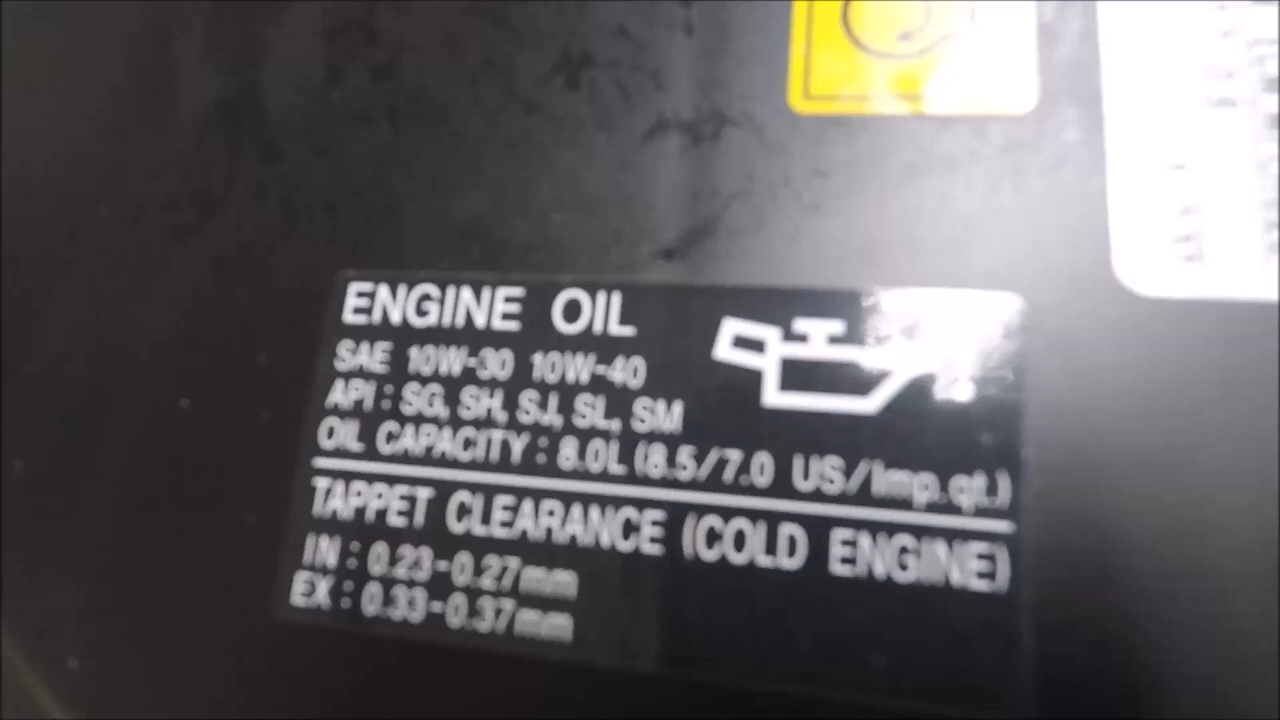 ENGINE OIL
SAE 10W-30 10W-40
API : SG, SH, SJ, SL, SM
OIL CAPACITY : 8.0L (8.5/7.0 US/Imp.qt.)
TAPPET CLEARANCE (COLD ENGINE)
IN : 0.23-0.27mm
EX : 0.33-0.37mm